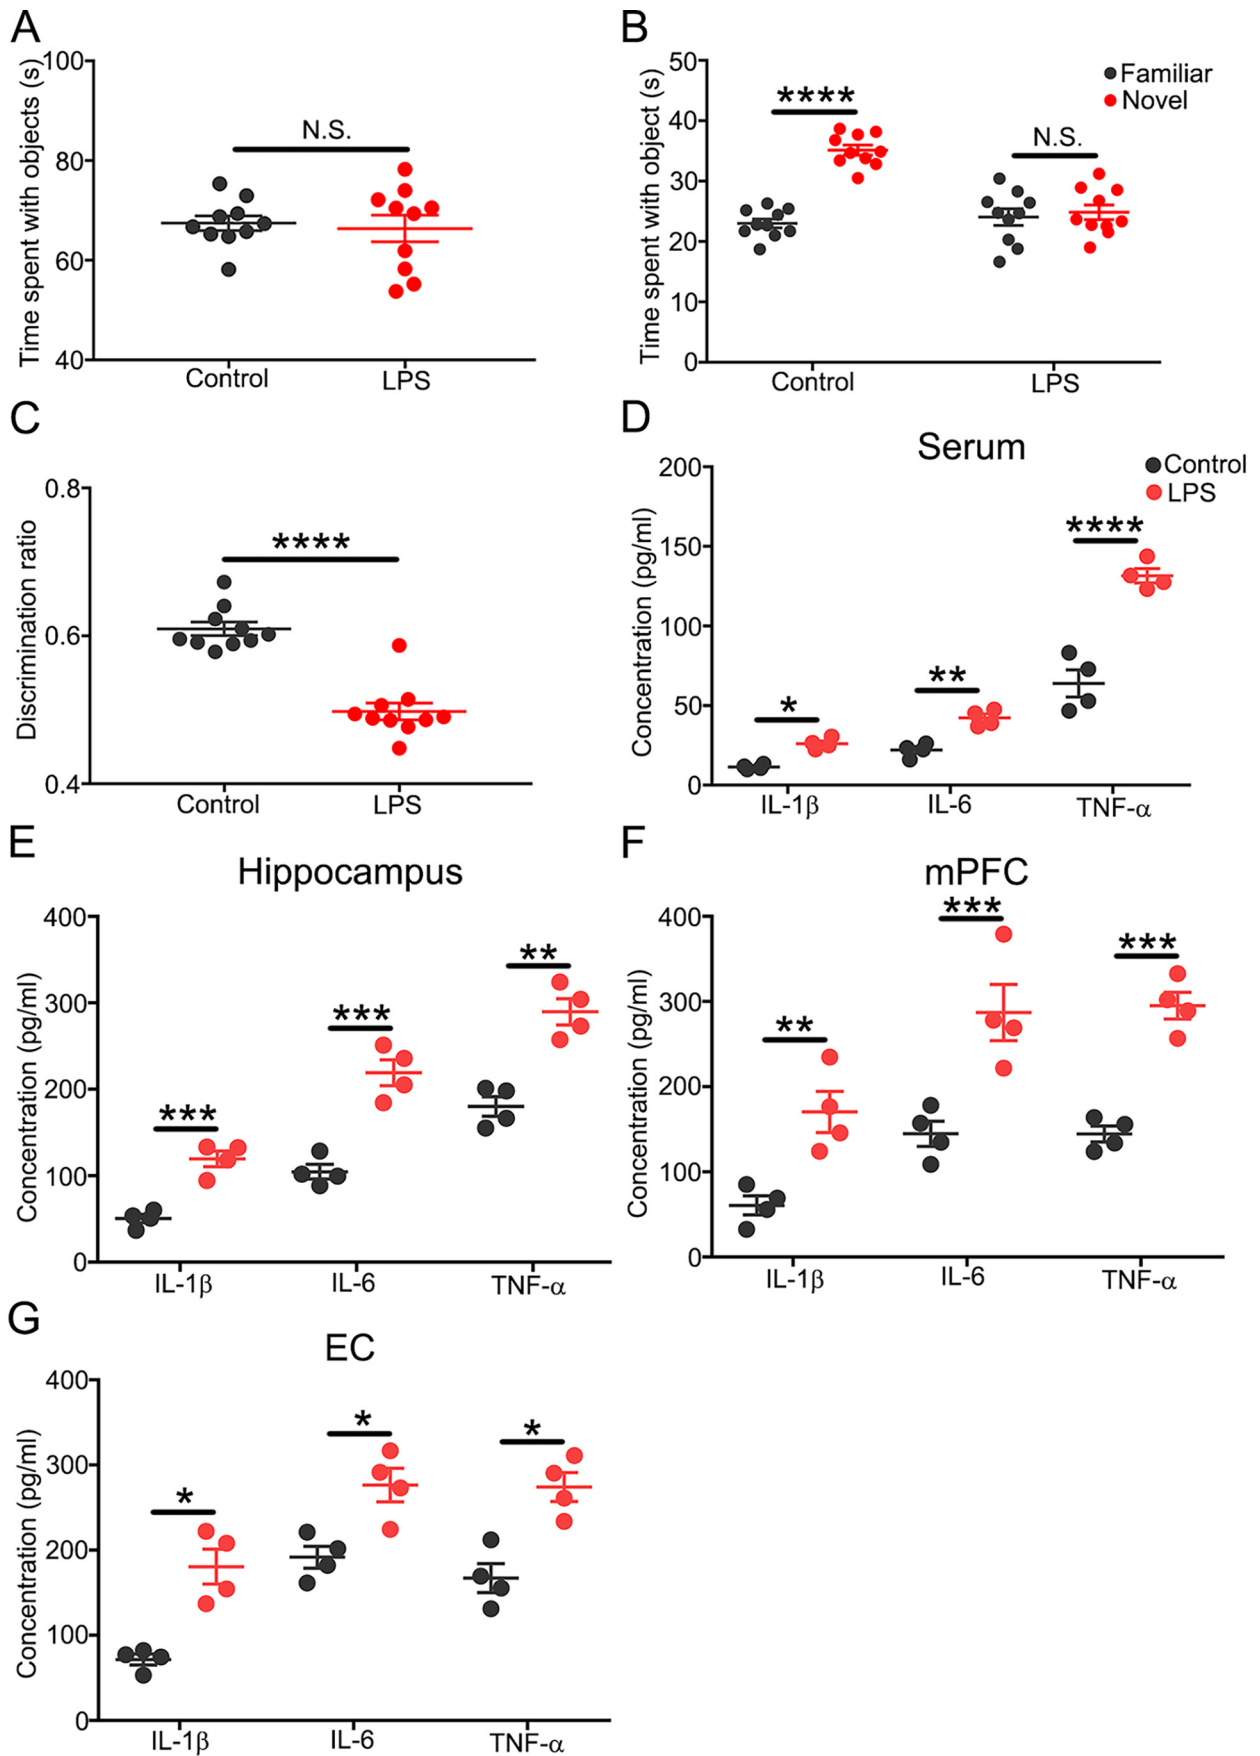 A
Time spent with objects (s)
100
80
60
40
N.S.
Control
LPS
B
Time spent with object (s)
50
40
30
20
10
0
****
N.S.
Familiar
Novel
Control
LPS
C
Discrimination ratio
0.8
0.6
0.4
****
Control
LPS
D
Serum
Concentration (pg/ml)
200
150
100
50
0
*
**
****
Control
LPS
IL-1β
IL-6
TNF-α
E
Hippocampus
Concentration (pg/ml)
400
300
200
100
0
***
***
**
IL-1β
IL-6
TNF-α
F
mPFC
Concentration (pg/ml)
400
300
200
100
0
**
***
***
IL-1β
IL-6
TNF-α
G
EC
Concentration (pg/ml)
400
300
200
100
0
*
*
*
IL-1β
IL-6
TNF-α